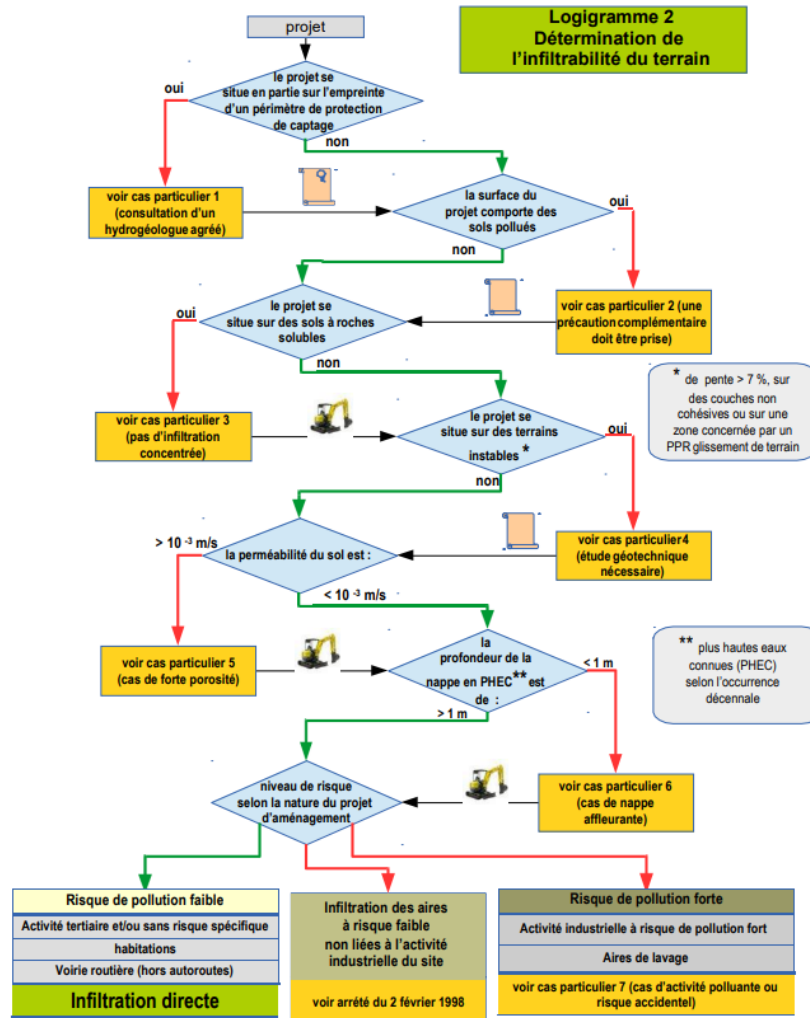 Logigramme 2
Détermination de
l'infiltrabilité du terrain
projet
le projet se
situe en partie sur l'empreinte
d'un périmètre de protection
de captage
oui
non
voir cas particulier 1
(consultation d'un
hydrogéologue agréé)
la surface du
projet comporte des
sols pollués
oui
non
le projet se
situe sur des sols à roches
solubles
oui
non
voir cas particulier 2 (une
précaution complémentaire
doit être prise)
* de pente > 7 %, sur
des couches non
cohésives ou sur une
zone concernée par un
PPR glissement de terrain
voir cas particulier 3
(pas d'infiltration
concentrée)
le projet se
situe sur des terrains
instables *
oui
non
> 10 -3 m/s
la perméabilité du sol est :
voir cas particulier4
(étude géotechnique
nécessaire)
< 10 -3 m/s
voir cas particulier 5
(cas de forte porosité)
la
profondeur de la
nappe en PHEC** est
de :
< 1 m
> 1 m
** plus hautes eaux
connues (PHEC)
selon l'occurrence
décennale
niveau de risque
selon la nature du projet
d'aménagement
voir cas particulier 6
(cas de nappe
affleurante)
Risque de pollution faible
Activité tertiaire et/ou sans risque spécifique
habitations
Voirie routière (hors autoroutes)
Infiltration directe
Infiltration des aires
à risque faible
non liées à l'activité
industrielle du site
voir arrété du 2 février 1998
Risque de pollution forte
Activité industrielle à risque de pollution fort
Aires de lavage
voir cas particulier 7 (cas d'activité polluante ou
risque accidentel)